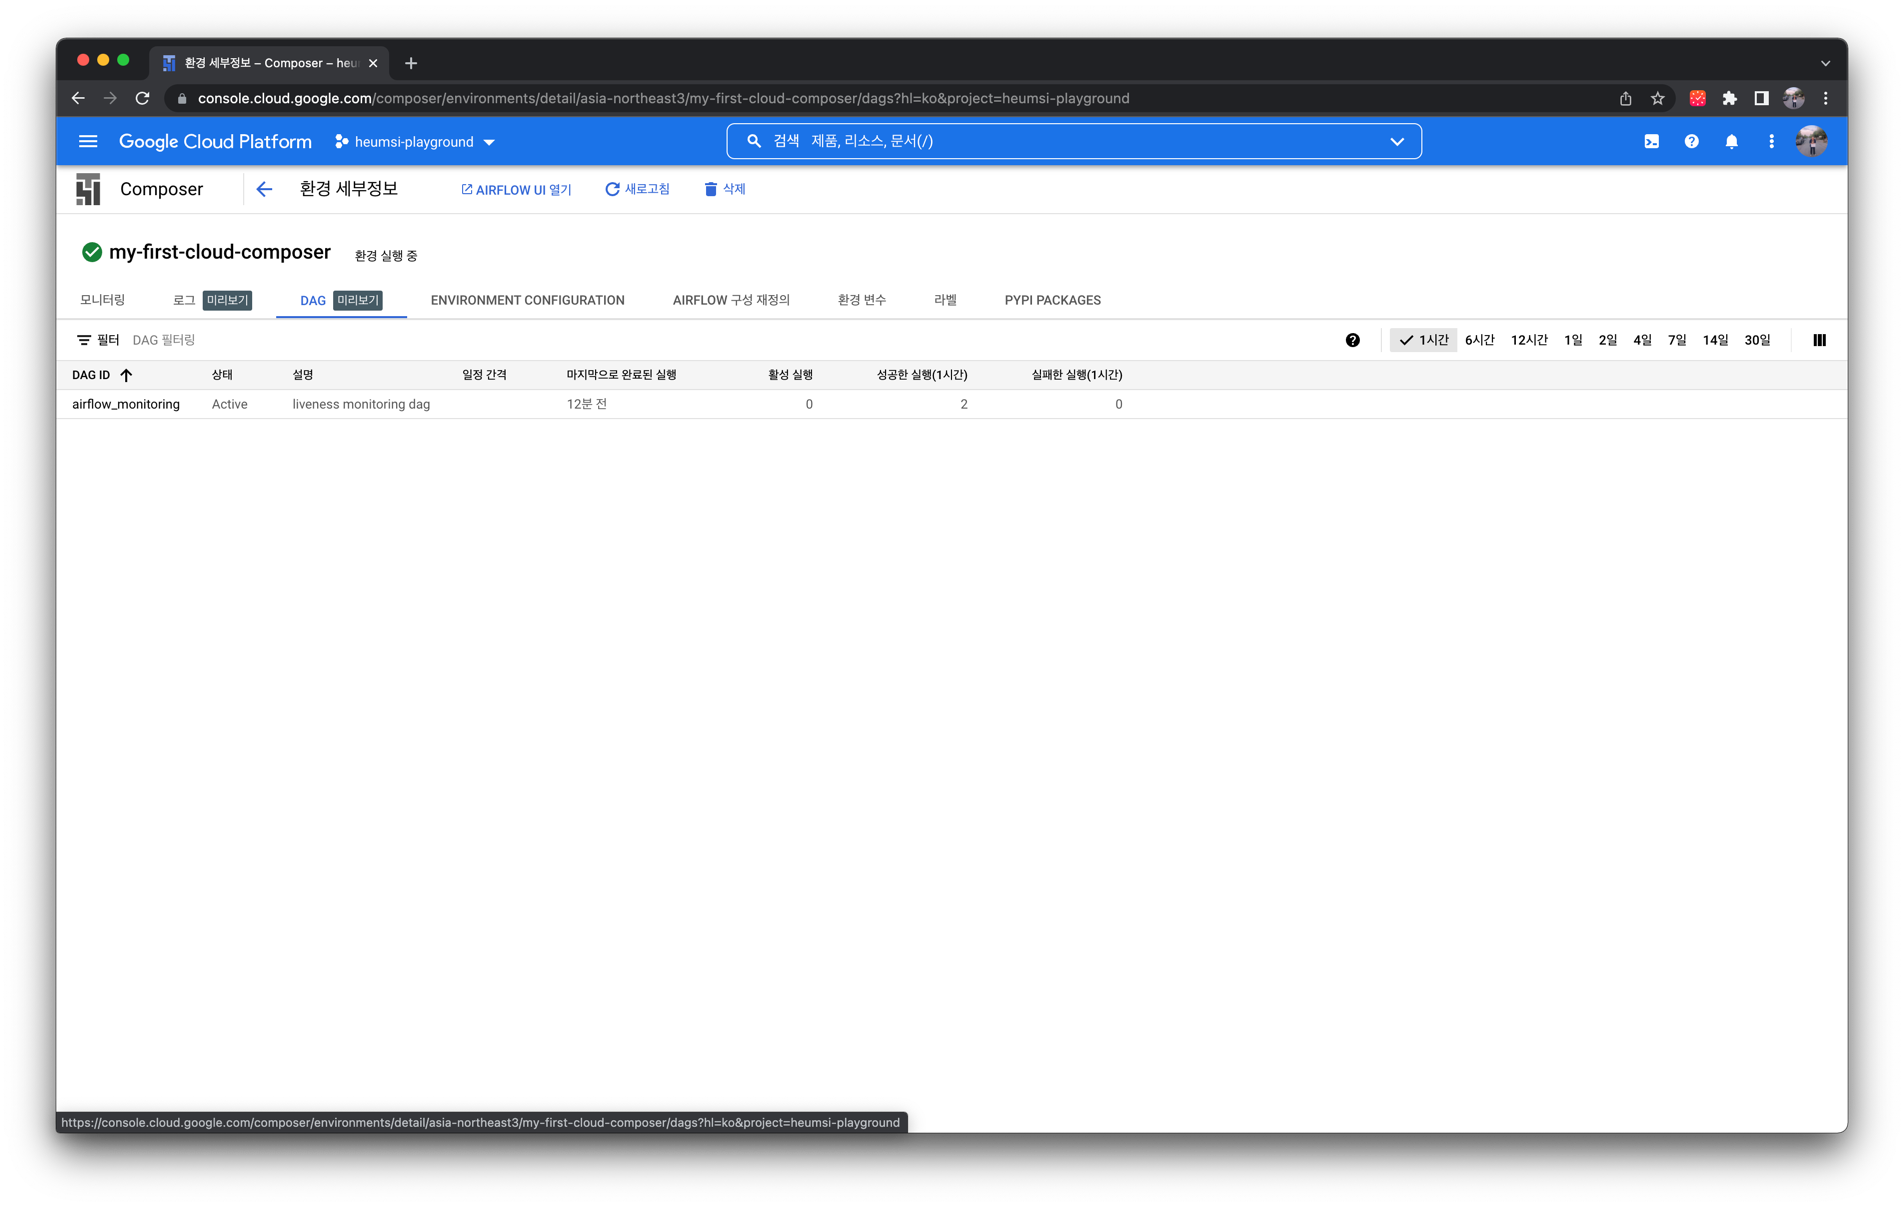 환경 세부정보 – Composer – heu
console.cloud.google.com/composer/environments/detail/asia-northeast3/my-first-cloud-composer/dags?hl=ko&project=heumsi-playground
Google Cloud Platform heumsi-playground 검색 제품, 리소스, 문서(/)
Composer 환경 세부정보 AIRFLOW UI 열기 새로고침 삭제
my-first-cloud-composer 환경 실행 중
모니터링 로그 미리보기 DAG 미리보기 ENVIRONMENT CONFIGURATION AIRFLOW 구성 재정의 환경 변수 라벨 PYPI PACKAGES
필터 DAG 필터링 1시간 6시간 12시간 1일 2일 4일 7일 14일 30일
DAG ID 상태 설명 일정 간격 마지막으로 완료된 실행 활성 실행 성공한 실행(1시간) 실패한 실행(1시간)
airflow_monitoring Active liveness monitoring dag 12분 전 0 2 0
https://console.cloud.google.com/composer/environments/detail/asia-northeast3/my-first-cloud-composer/dags?hl=ko&project=heumsi-playground